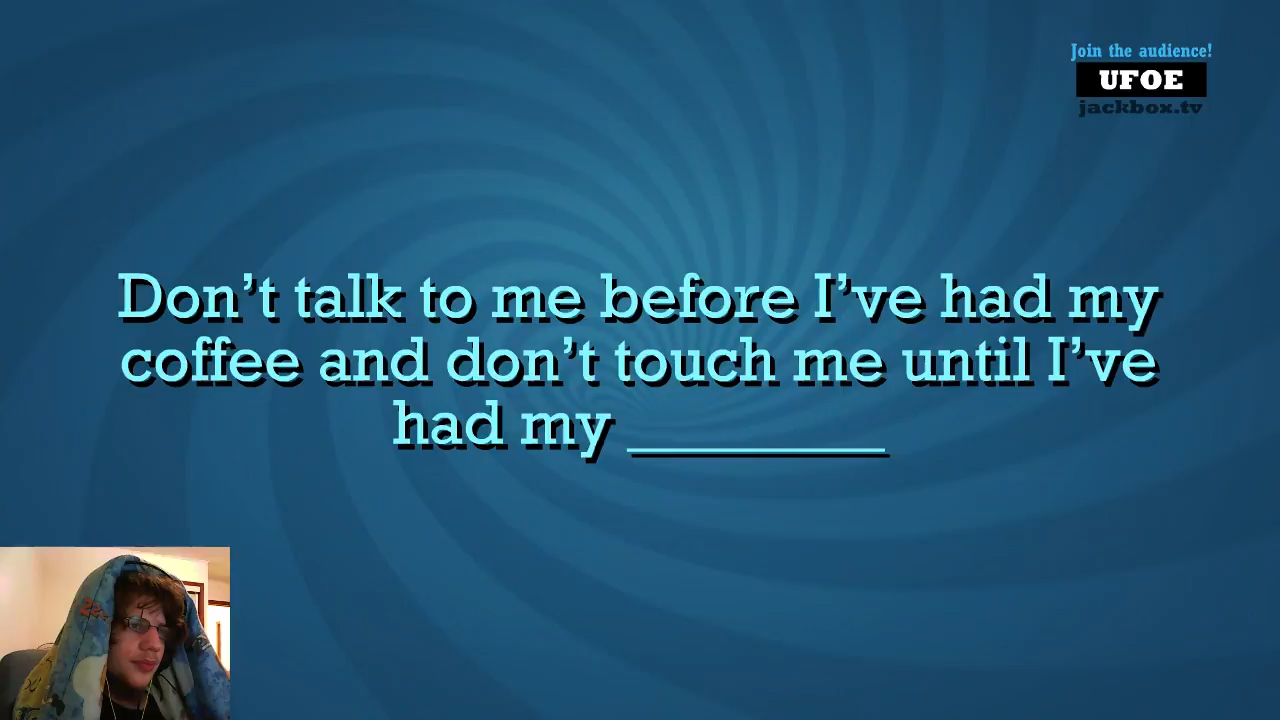 Join the audience!
UFOE
jackbox.tv
Don't talk to me before I've had my
coffee and don't touch me until I've
had my ________